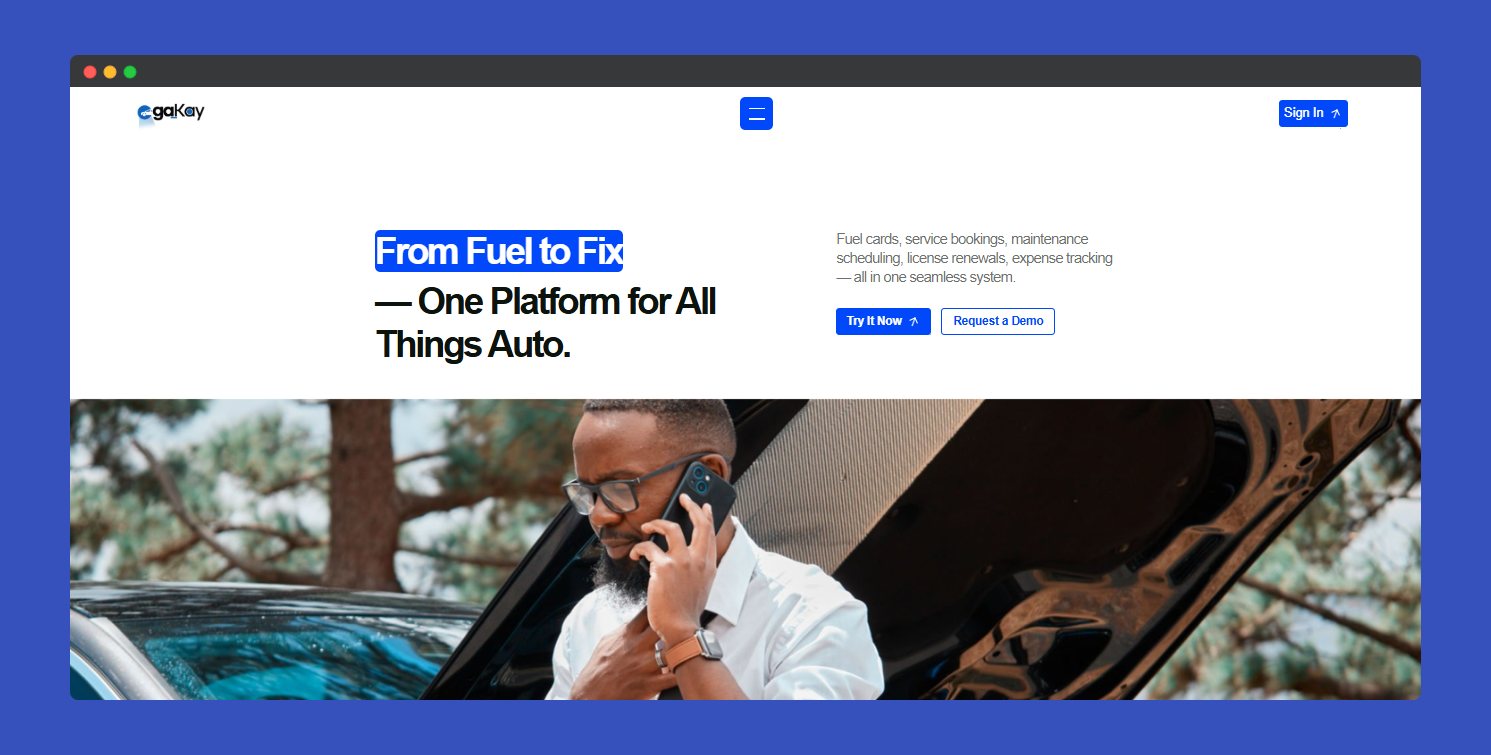 gaKay
Sign In
From Fuel to Fix
— One Platform for All
Things Auto.
Fuel cards, service bookings, maintenance
scheduling, license renewals, expense tracking
— all in one seamless system.
Try It Now
Request a Demo